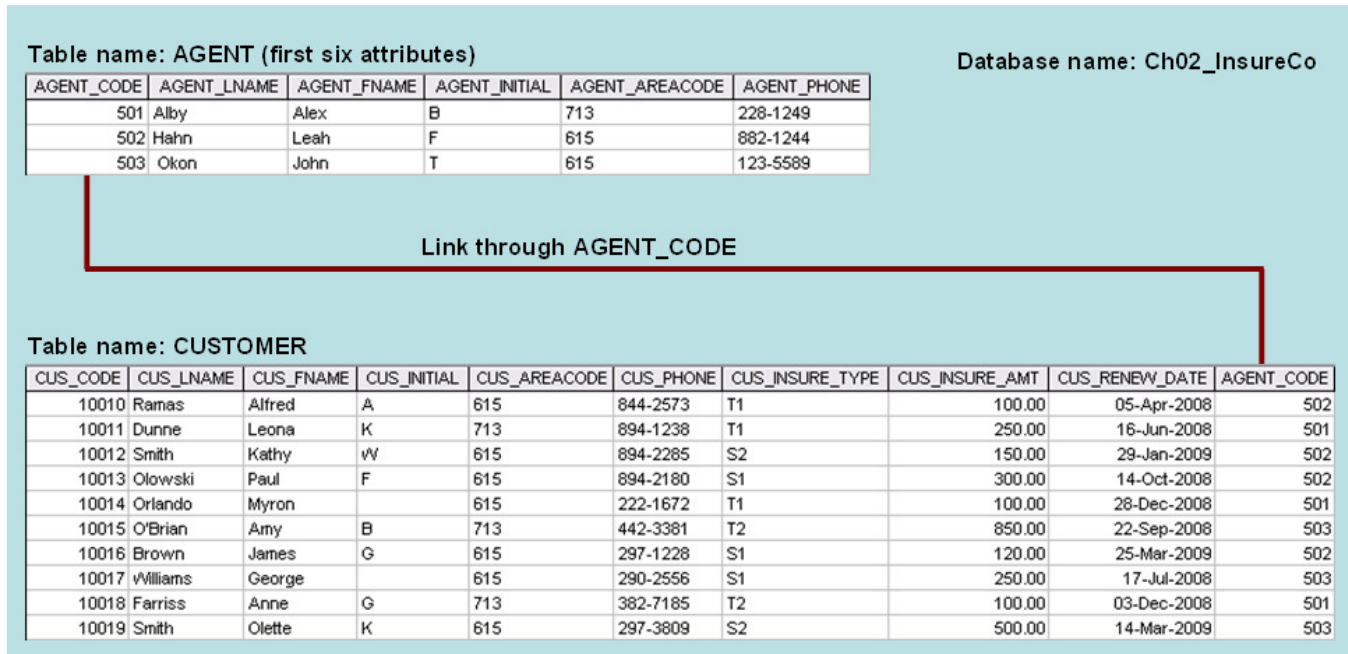 Table name: AGENT (first six attributes)
Database name: Ch02_InsureCo
AGENT_CODE AGENT_LNAME AGENT_FNAME AGENT_INITIAL AGENT_AREACODE AGENT_PHONE
501 Alby Alex B 713 228-1249
502 Hahn Leah F 615 882-1244
503 Okon John T 615 123-5589
Link through AGENT_CODE
Table name: CUSTOMER
CUS_CODE CUS_LNAME CUS_FNAME CUS_INITIAL CUS_AREACODE CUS_PHONE CUS_INSURE_TYPE CUS_INSURE_AMT CUS_RENEW_DATE AGENT_CODE
10010 Ramas Alfred A 615 844-2573 T1 100.00 05-Apr-2008 502
10011 Dunne Leona K 713 894-1238 T1 250.00 16-Jun-2008 501
10012 Smith Kathy W 615 894-2285 S2 150.00 29-Jan-2009 502
10013 Olowski Paul F 615 894-2180 S1 300.00 14-Oct-2008 502
10014 Orlando Myron 615 222-1672 T1 100.00 28-Dec-2008 501
10015 O'Brian Amy B 713 442-3381 T2 850.00 22-Sep-2008 503
10016 Brown James G 615 297-1228 S1 120.00 25-Mar-2009 502
10017 Williams George 615 290-2556 S1 250.00 17-Jul-2008 503
10018 Farriss Anne G 713 382-7185 T2 100.00 03-Dec-2008 501
10019 Smith Olette K 615 297-3809 S2 500.00 14-Mar-2009 503